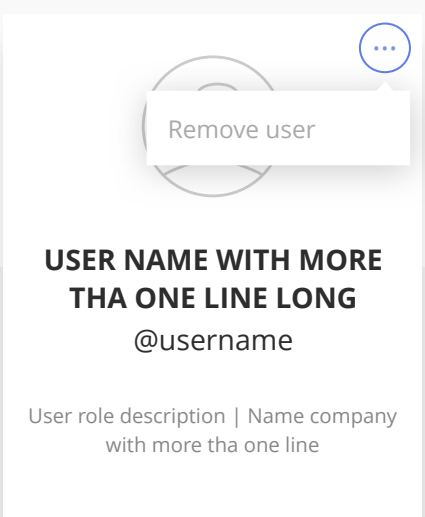 Remove user
USER NAME WITH MORE
THA ONE LINE LONG
@username
User role description | Name company
with more tha one line